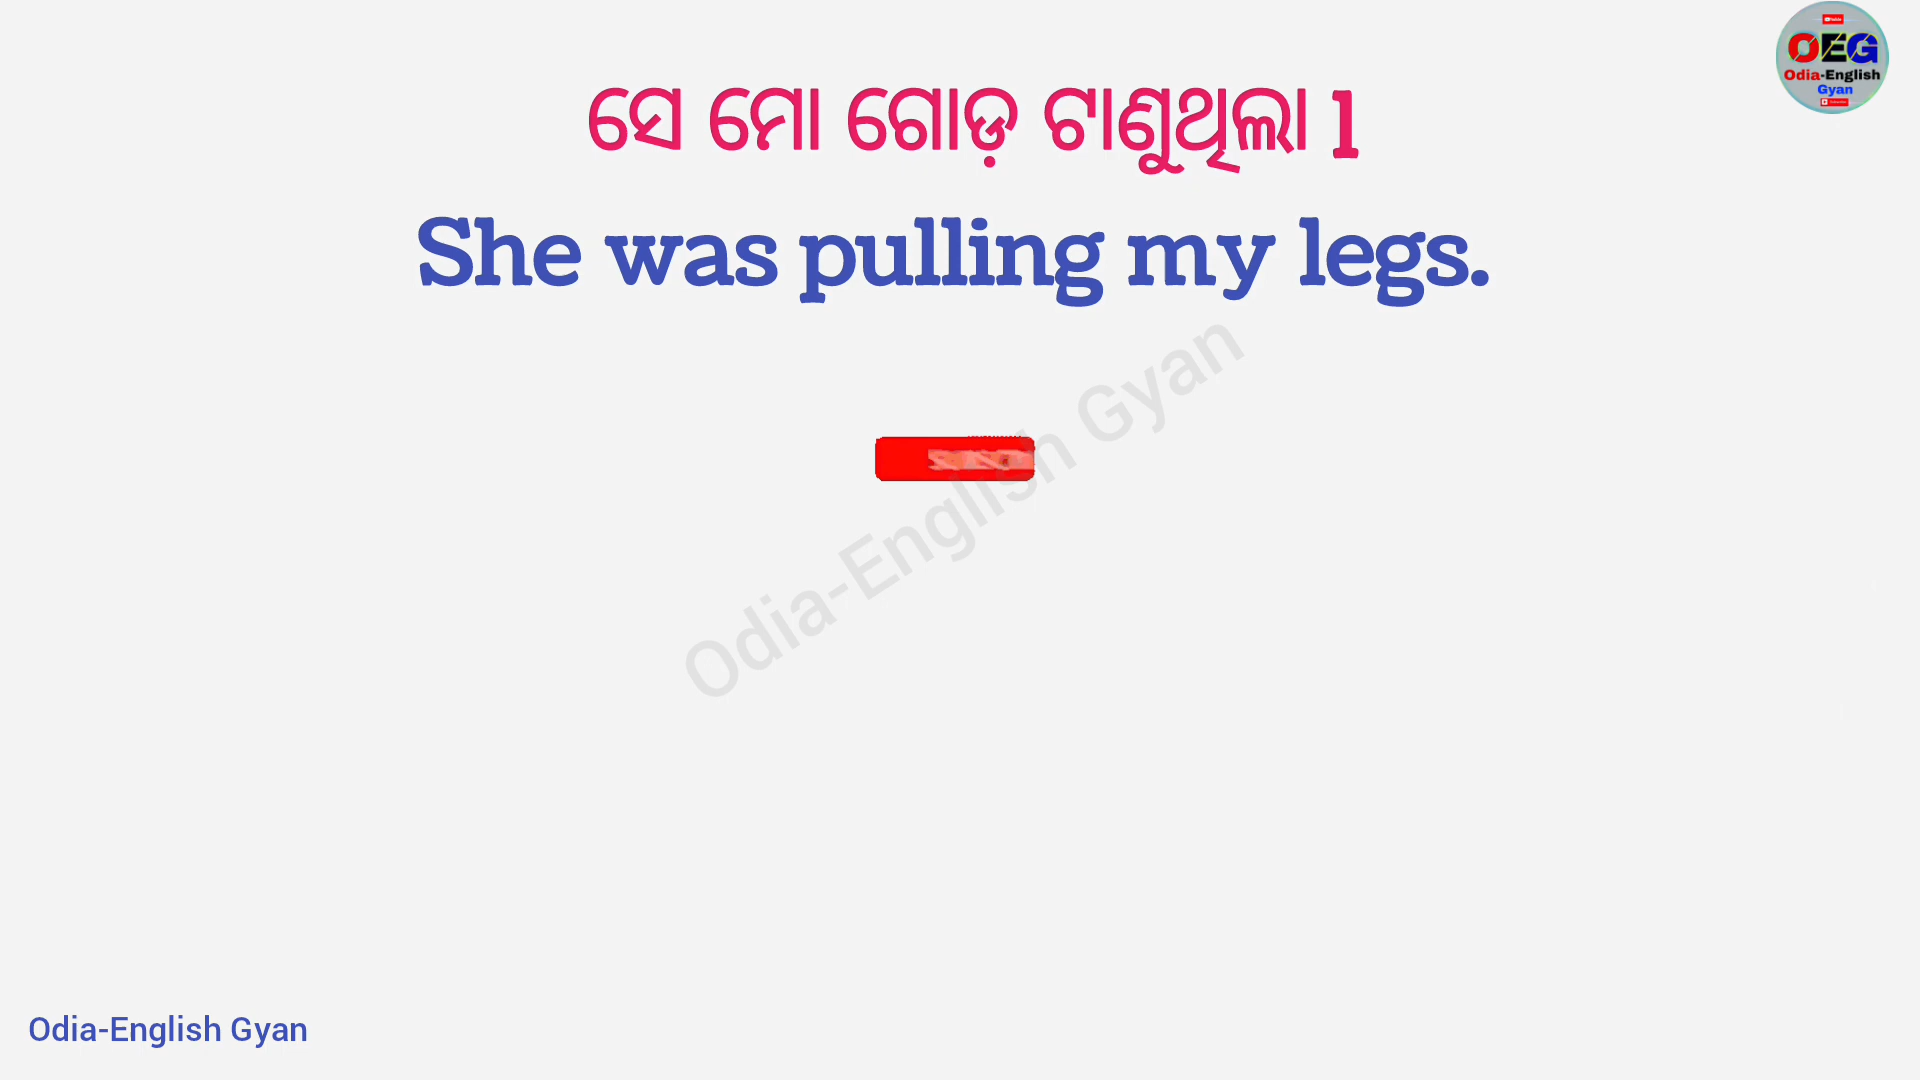 OEG
Odia-English
Gyan
ସେ ମୋ ଗୋଡ଼ ଟାଣୁଥିଲା l
She was pulling my legs.
Odia-English Gyan
Odia-English Gyan